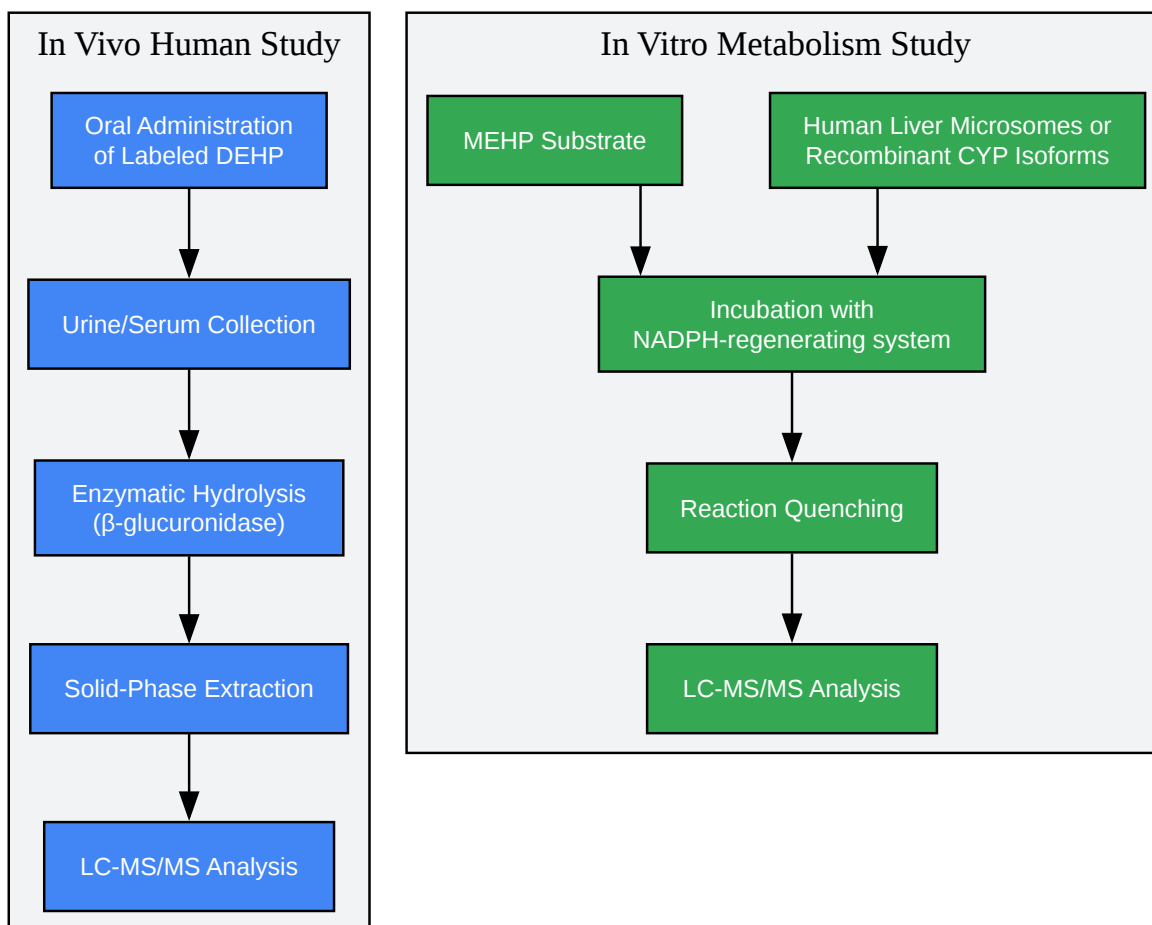 In Vivo Human Study
Oral Administration
of Labeled DEHP
Urine/Serum Collection
Enzymatic Hydrolysis
(β-glucuronidase)
Solid-Phase Extraction
LC-MS/MS Analysis
In Vitro Metabolism Study
MEHP Substrate
Human Liver Microsomes or
Recombinant CYP Isoforms
Incubation with
NADPH-regenerating system
Reaction Quenching
LC-MS/MS Analysis